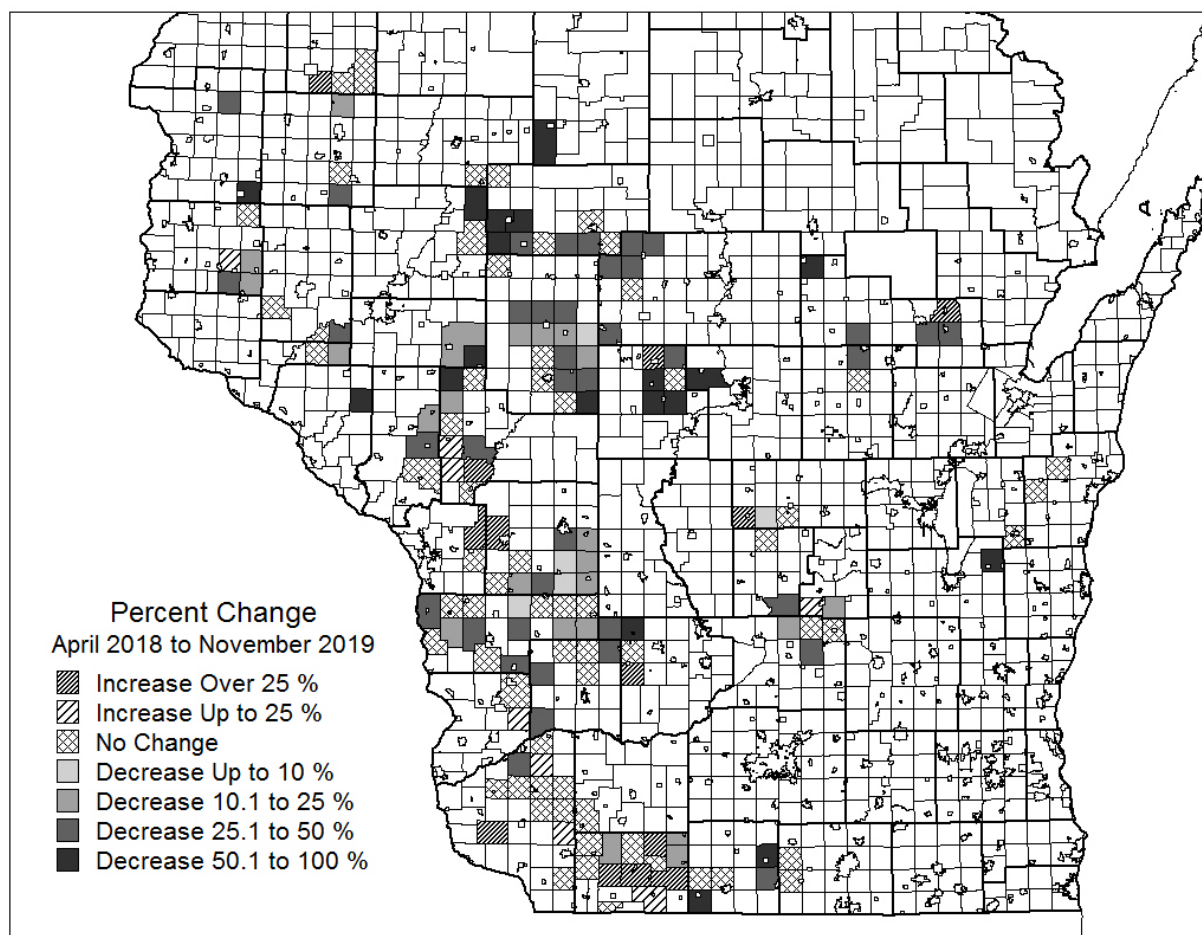 Percent Change
April 2018 to November 2019
Increase Over 25 %
Increase Up to 25 %
No Change
Decrease Up to 10 %
Decrease 10.1 to 25 %
Decrease 25.1 to 50 %
Decrease 50.1 to 100 %